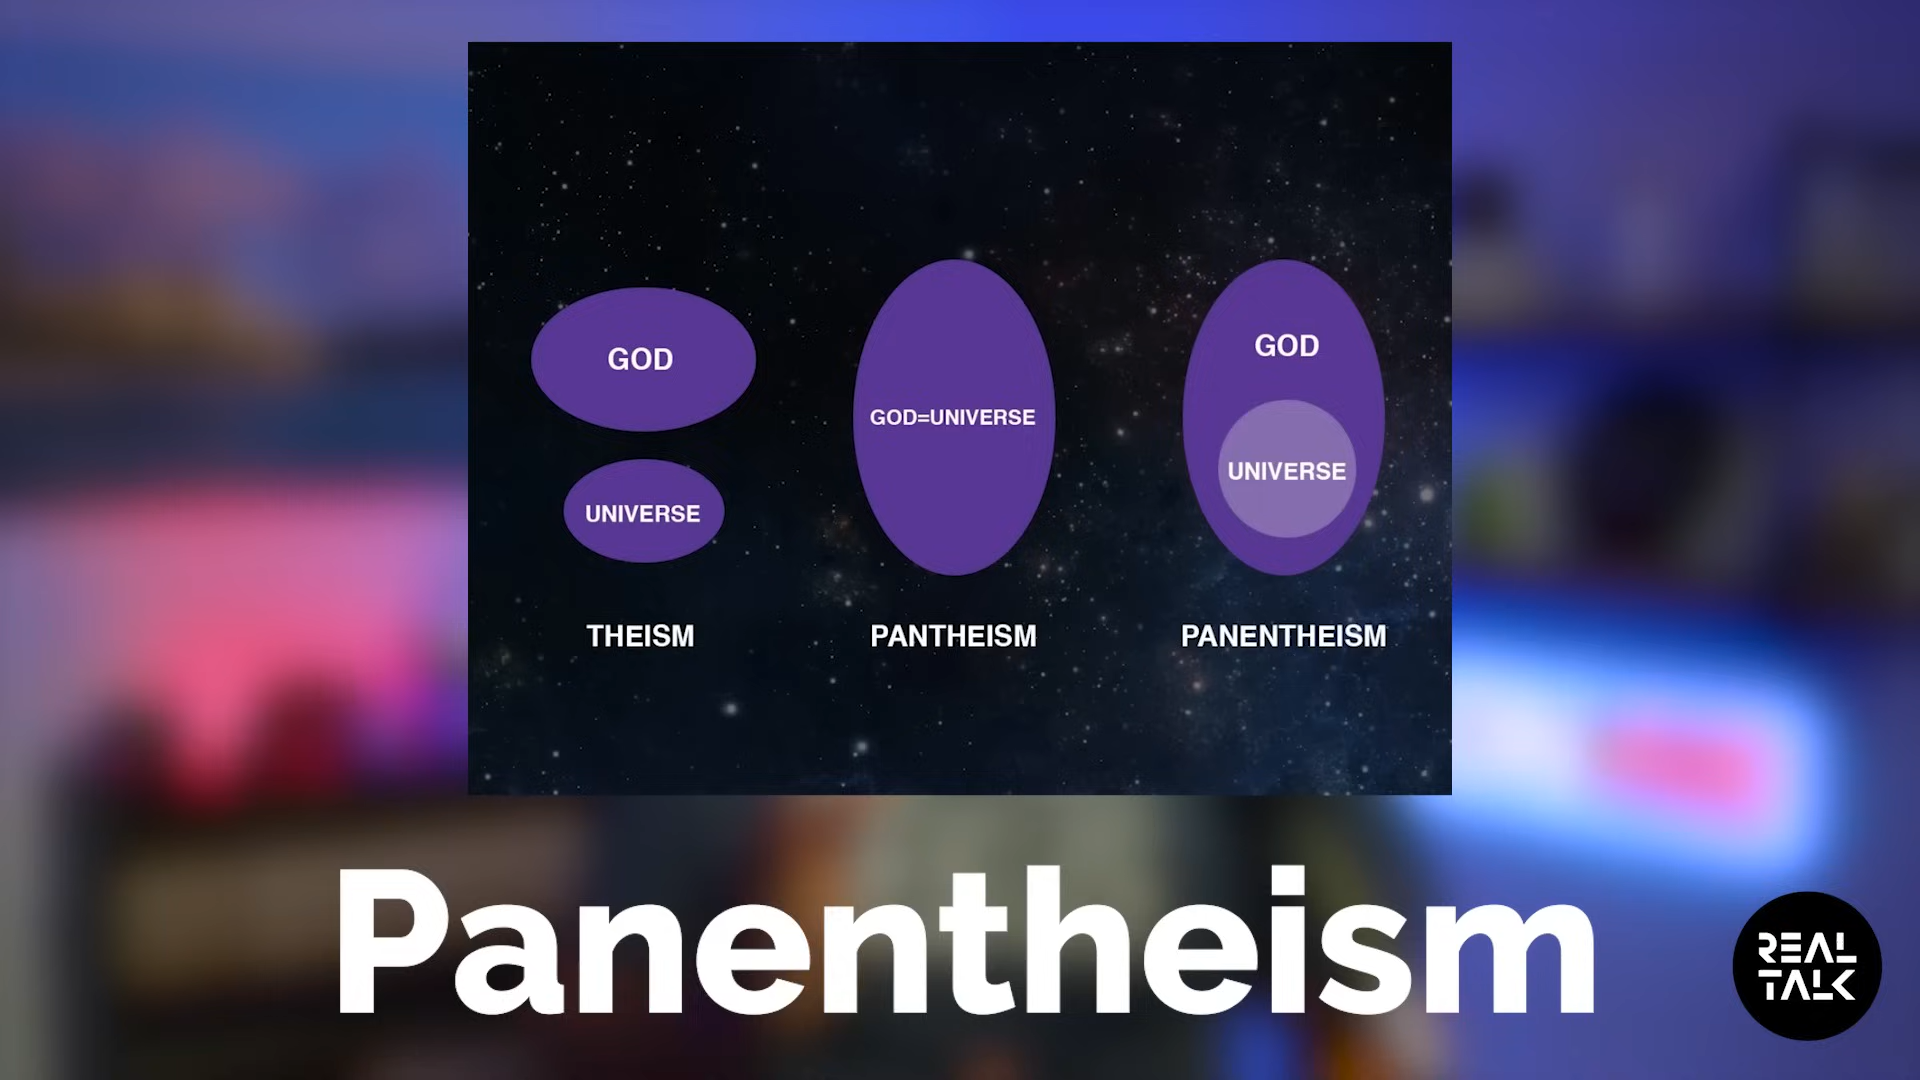 GOD
UNIVERSE
THEISM
GOD=UNIVERSE
PANTHEISM
GOD
UNIVERSE
PANENTHEISM
Panentheism
REAL
TALK